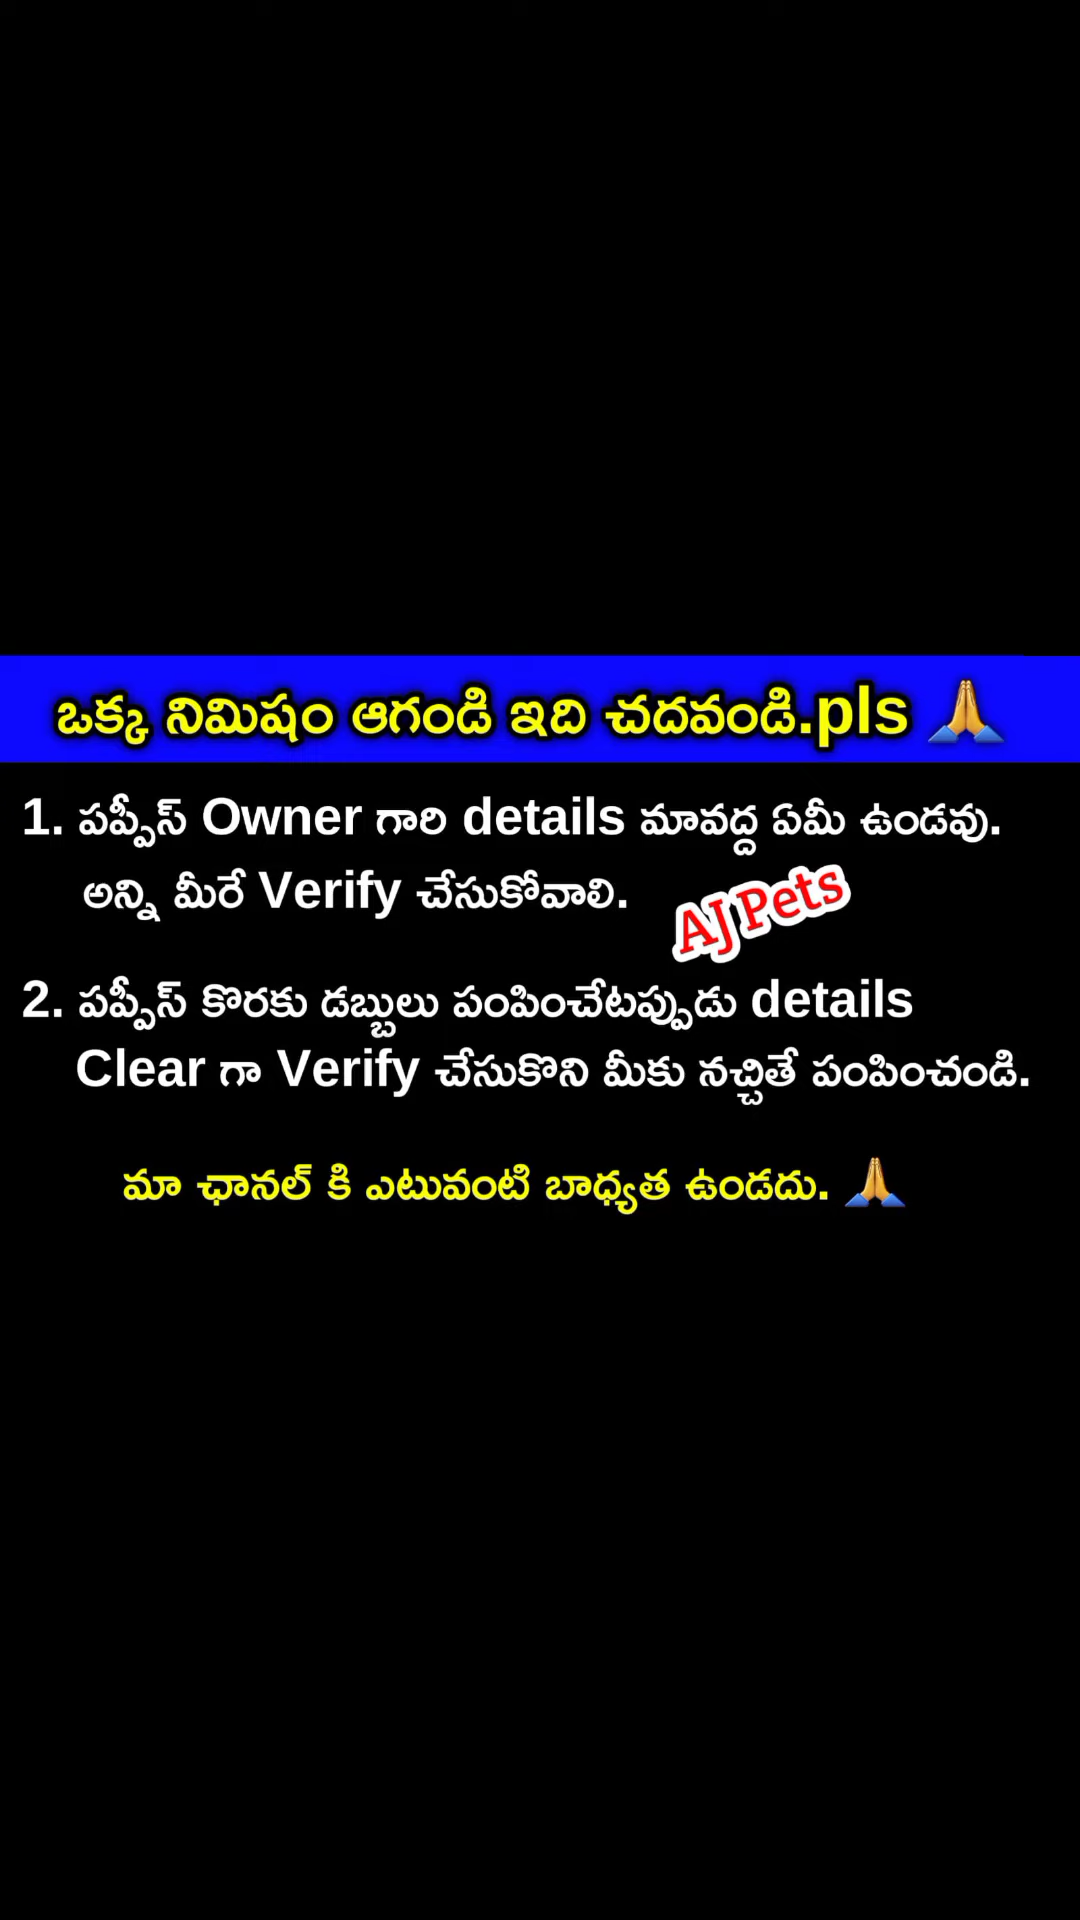 ఒక్క నిమిషం ఆగండి ఇది చదవండి.pls 🙏
1. పప్పీస్ Owner గారి details మావద్ద ఏమీ ఉండవు.
అన్ని మీరే Verify చేసుకోవాలి.
AJ Pets
2. పప్పీస్ కొరకు డబ్బులు పంపించేటప్పుడు details
Clear గా Verify చేసుకొని మీకు నచ్చితే పంపించండి.
మా ఛానల్ కి ఎటువంటి బాధ్యత ఉండదు. 🙏